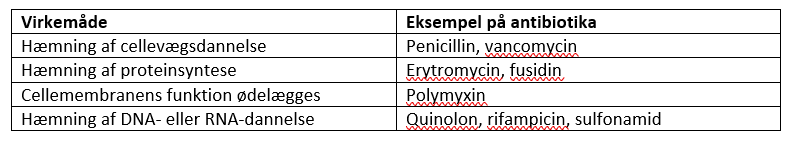 Virkemåde Eksempel på antibiotika
Hæmning af cellevægsdannelse Penicillin, vancomycin
Hæmning af proteinsyntese Erytromycin, fusidin
Cellemembranens funktion ødelægges Polymyxin
Hæmning af DNA- eller RNA-dannelse Quinolon, rifampicin, sulfonamid